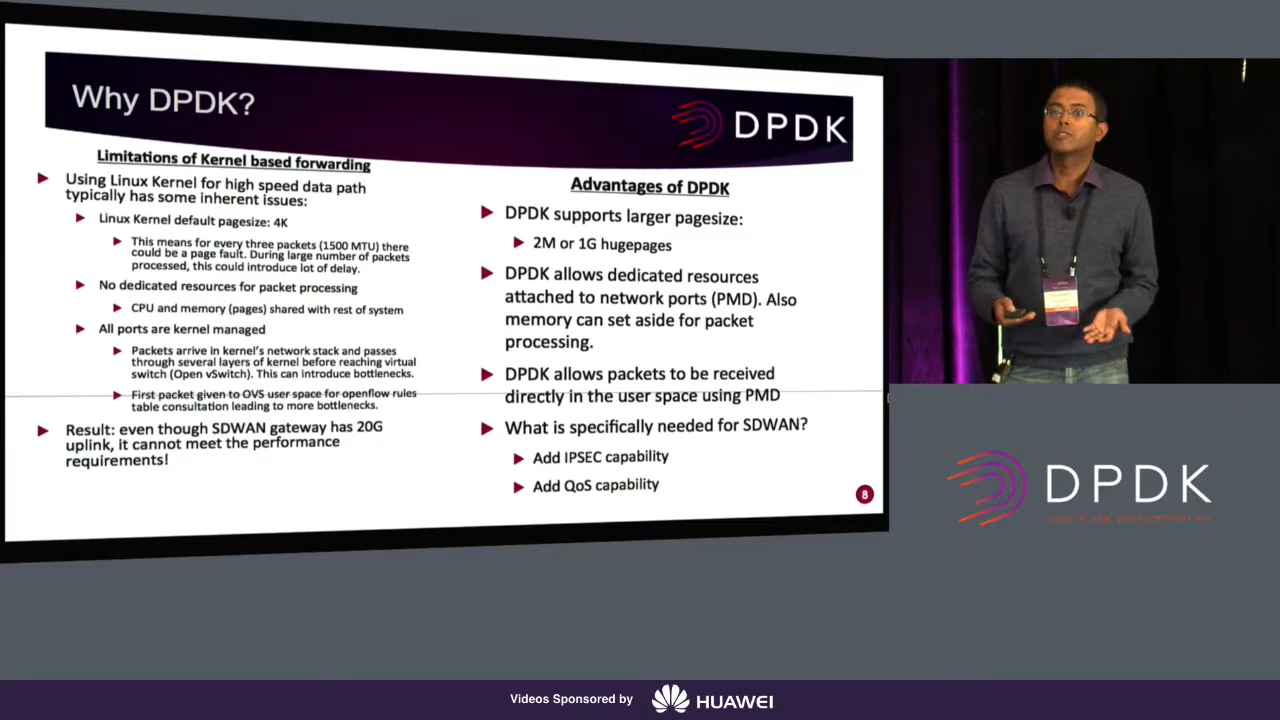 Why DPDK?
DPDK
Limitations of Kernel based forwarding
Using Linux Kernel for high speed data path
typically has some inherent issues:
Linux Kernel default pagesize: 4K
This means for every three packets (1500 MTU) there
could be a page fault. During large number of packets
processed, this could introduce lot of delay.
No dedicated resources for packet processing
CPU and memory (pages) shared with rest of system
All ports are kernel managed
Packets arrive in kernel's network stack and passes
through several layers of kernel before reaching virtual
switch (Open vSwitch). This can introduce bottlenecks.
First packet given to OVS user space for openflow rules
table consultation leading to more bottlenecks.
Result: even though SDWAN gateway has 20G
uplink, it cannot meet the performance
requirements!
Advantages of DPDK
DPDK supports larger pagesize:
2M or 1G hugepages
DPDK allows dedicated resources
attached to network ports (PMD). Also
memory can set aside for packet
processing.
DPDK allows packets to be received
directly in the user space using PMD
What is specifically needed for SDWAN?
Add IPSEC capability
Add QoS capability
8
DPDK
DATA PLANE DEVELOPMENT KIT
Videos Sponsored by
HUAWEI